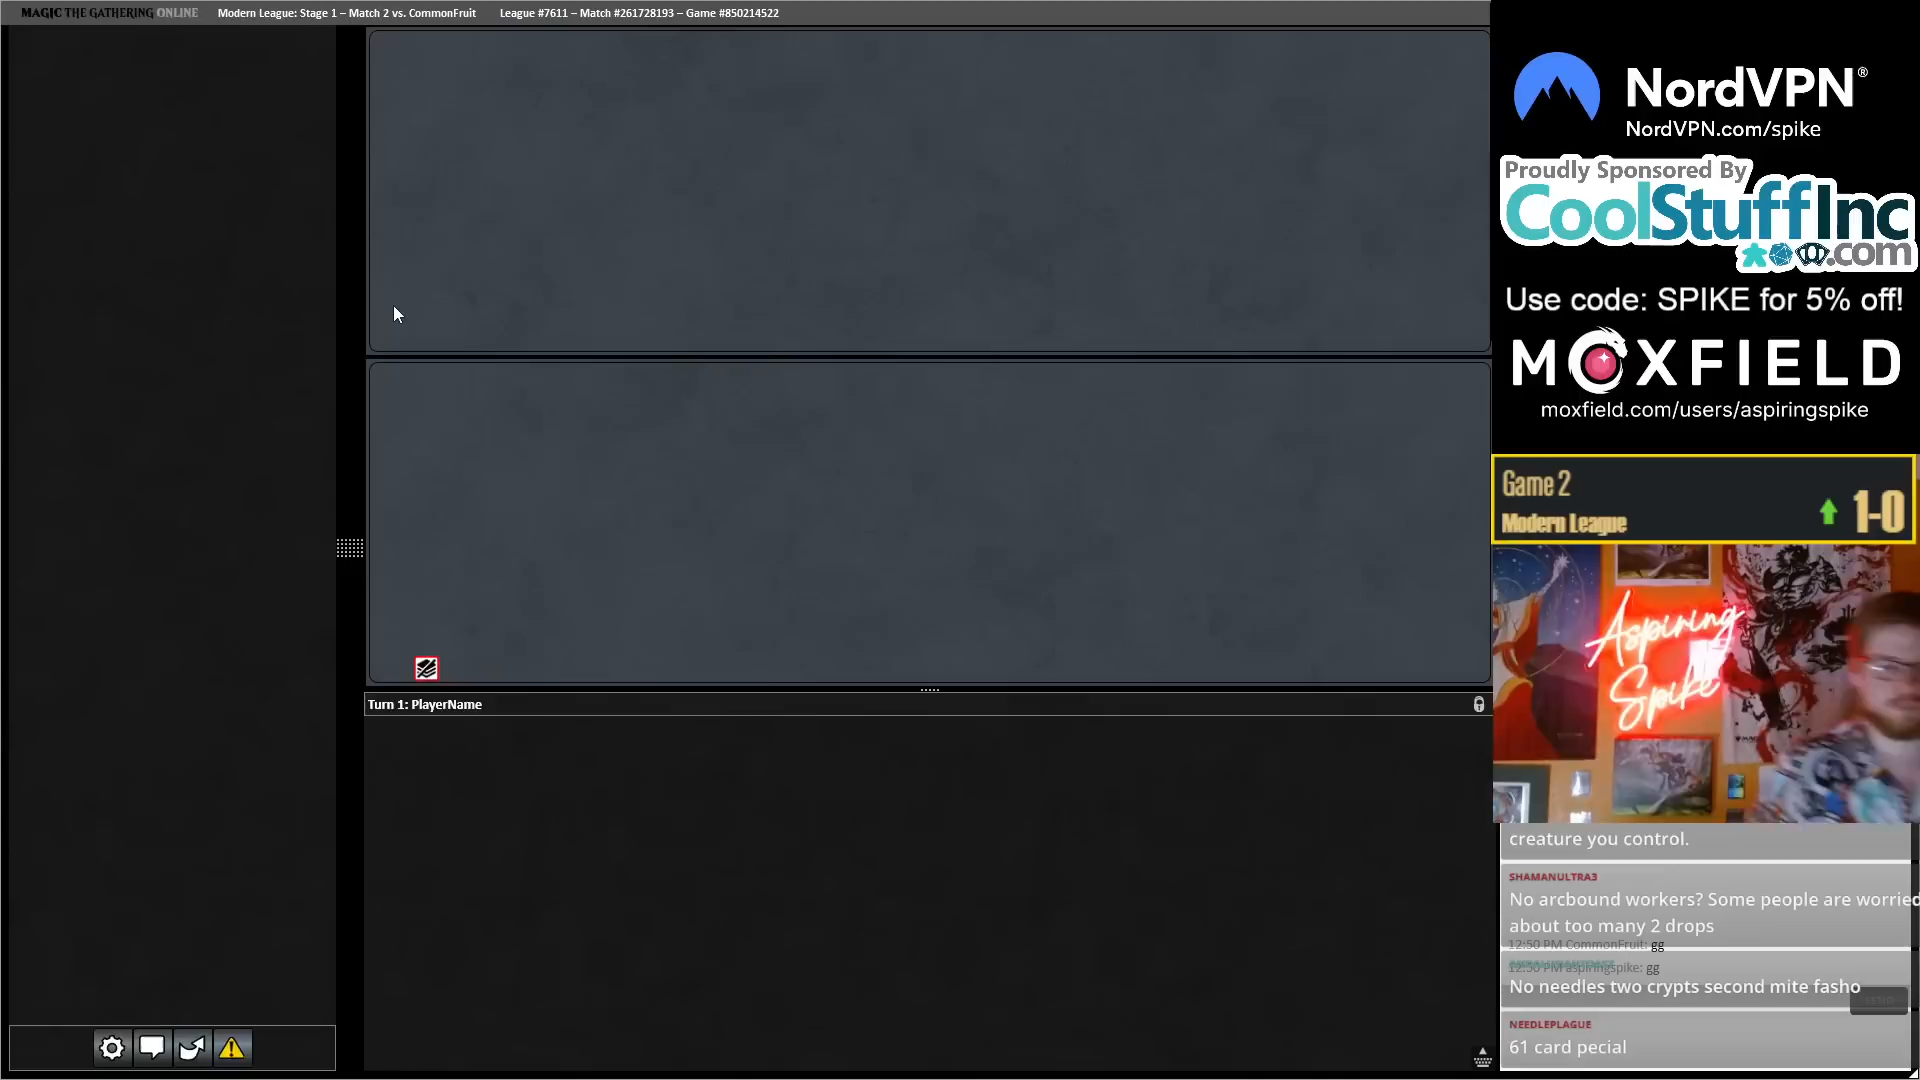 MAGIC THE GATHERING ONLINE
Modern League: Stage 1 – Match 2 vs. CommonFruit
League #7611 – Match #261728193 – Game #850214522
Turn 1: PlayerName
NordVPN®
NordVPN.com/spike
Proudly Sponsored By
CoolStuffInc
.com
Use code: SPIKE for 5% off!
MOXFIELD
moxfield.com/users/aspiringspike
Game 2
Modern League
1-0
Aspiring
Spike
creature you control.
SHAMANULTRA3
No arcbound workers? Some people are worried
about too many 2 drops
12:50 PM CommonFruit: gg
12:50 PM aspiringspike: gg
No needles two crypts second mite fasho
NEEDLEPLAGUE
61 card pecial